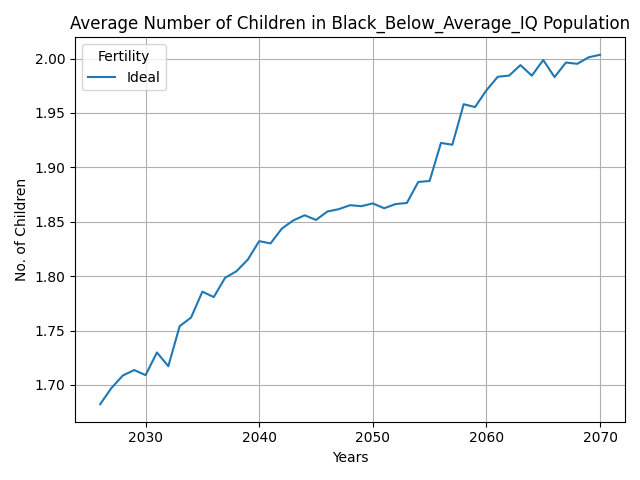 Average Number of Children in Black_Below_Average_IQ Population
Fertility
Ideal
2.00
1.95
1.90
1.85
1.80
1.75
1.70
No. of Children
2030
2040
2050
2060
2070
Years